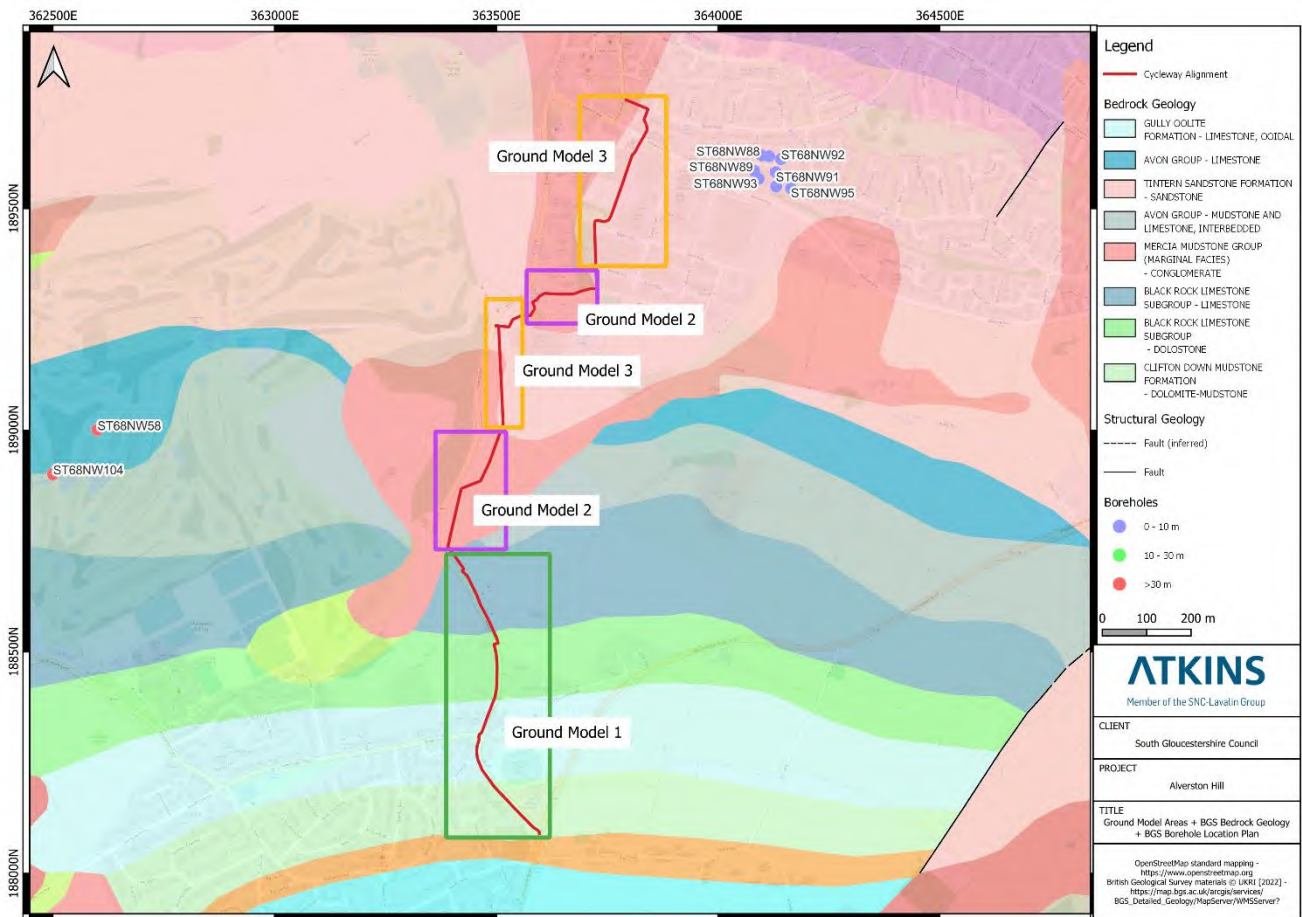 362500E 363000E 363500E 364000E 364500E
189500N
189000N
188500N
188000N
Ground Model 3
ST68NW88
ST68NW92
ST68NW89
ST68NW91
ST68NW93
ST68NW95
Ground Model 2
Ground Model 3
ST68NW58
ST68NW104
Ground Model 2
Ground Model 1
Legend
Cycleway Alignment
Bedrock Geology
GULLY OOLITE
FORMATION - LIMESTONE, OOIDAL
AVON GROUP - LIMESTONE
TINTERN SANDSTONE FORMATION
- SANDSTONE
AVON GROUP - MUDSTONE AND
LIMESTONE, INTERBEDDED
MERCIA MUDSTONE GROUP
(MARGINAL FACIES)
- CONGLOMERATE
BLACK ROCK LIMESTONE
SUBGROUP - LIMESTONE
BLACK ROCK LIMESTONE
SUBGROUP
- DOLOSTONE
CLIFTON DOWN MUDSTONE
FORMATION
- DOLOMITE-MUDSTONE
Structural Geology
Fault (inferred)
Fault
Boreholes
0 - 10 m
10 - 30 m
>30 m
0 100 200 m
ATKINS
Member of the SNC-Lavalin Group
CLIENT
South Gloucestershire Council
PROJECT
Alverston Hill
TITLE
Ground Model Areas + BGS Bedrock Geology
+ BGS Borehole Location Plan
OpenStreetMap standard mapping -
https://www.openstreetmap.org
British Geological Survey materials © UKRI [2022] -
https://map.bgs.ac.uk/arcgis/services/
BGS_Detailed_Geology/MapServer/WMSServer?